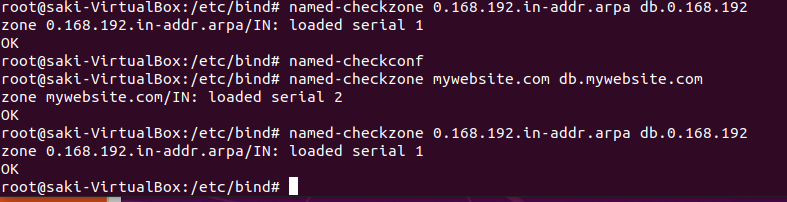 root@saki-VirtualBox:/etc/bind# named-checkzone 0.168.192.in-addr.arpa db.0.168.192
zone 0.168.192.in-addr.arpa/IN: loaded serial 1
OK
root@saki-VirtualBox:/etc/bind# named-checkconf
root@saki-VirtualBox:/etc/bind# named-checkzone mywebsite.com db.mywebsite.com
zone mywebsite.com/IN: loaded serial 2
OK
root@saki-VirtualBox:/etc/bind# named-checkzone 0.168.192.in-addr.arpa db.0.168.192
zone 0.168.192.in-addr.arpa/IN: loaded serial 1
OK
root@saki-VirtualBox:/etc/bind#